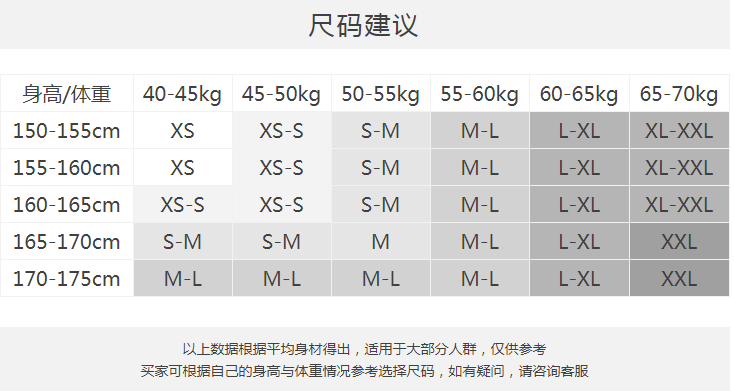 尺码建议
身高/体重 40-45kg 45-50kg 50-55kg 55-60kg 60-65kg 65-70kg
150-155cm XS XS-S S-M M-L L-XL XL-XXL
155-160cm XS XS-S S-M M-L L-XL XL-XXL
160-165cm XS-S XS-S S-M M-L L-XL XL-XXL
165-170cm S-M S-M M M-L L-XL XXL
170-175cm M-L M-L M-L M-L L-XL XXL
以上数据根据平均身材得出，适用于大部分人群，仅供参考
买家可根据自己的身高与体重情况参考选择尺码，如有疑问，请咨询客服